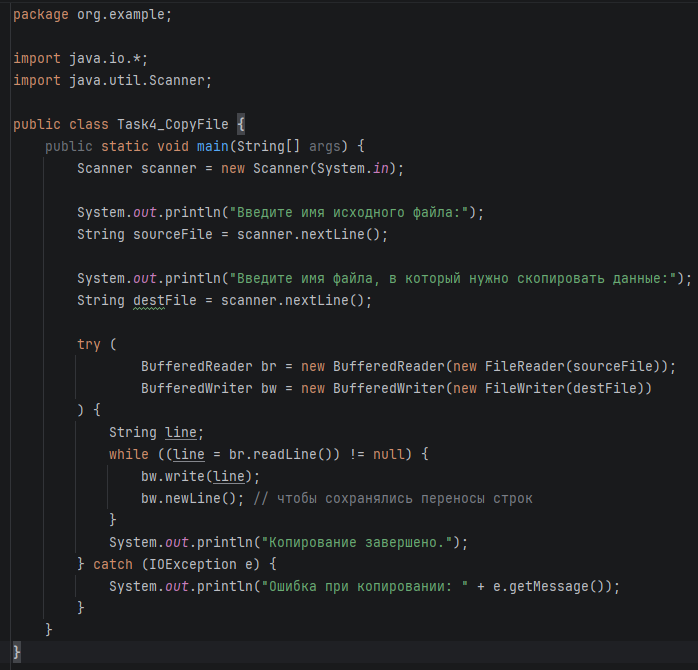 package org.example;
import java.io.*;
import java.util.Scanner;
public class Task4_CopyFile {
public static void main(String[] args) {
Scanner scanner = new Scanner(System.in);
System.out.println("Введите имя исходного файла:");
String sourceFile = scanner.nextLine();
System.out.println("Введите имя файла, в который нужно скопировать данные:");
String destFile = scanner.nextLine();
try (
BufferedReader br = new BufferedReader(new FileReader(sourceFile));
BufferedWriter bw = new BufferedWriter(new FileWriter(destFile))
) {
String line;
while ((line = br.readLine()) != null) {
bw.write(line);
bw.newLine(); // чтобы сохранялись переносы строк
}
System.out.println("Копирование завершено.");
} catch (IOException e) {
System.out.println("Ошибка при копировании: " + e.getMessage());
}
}
}